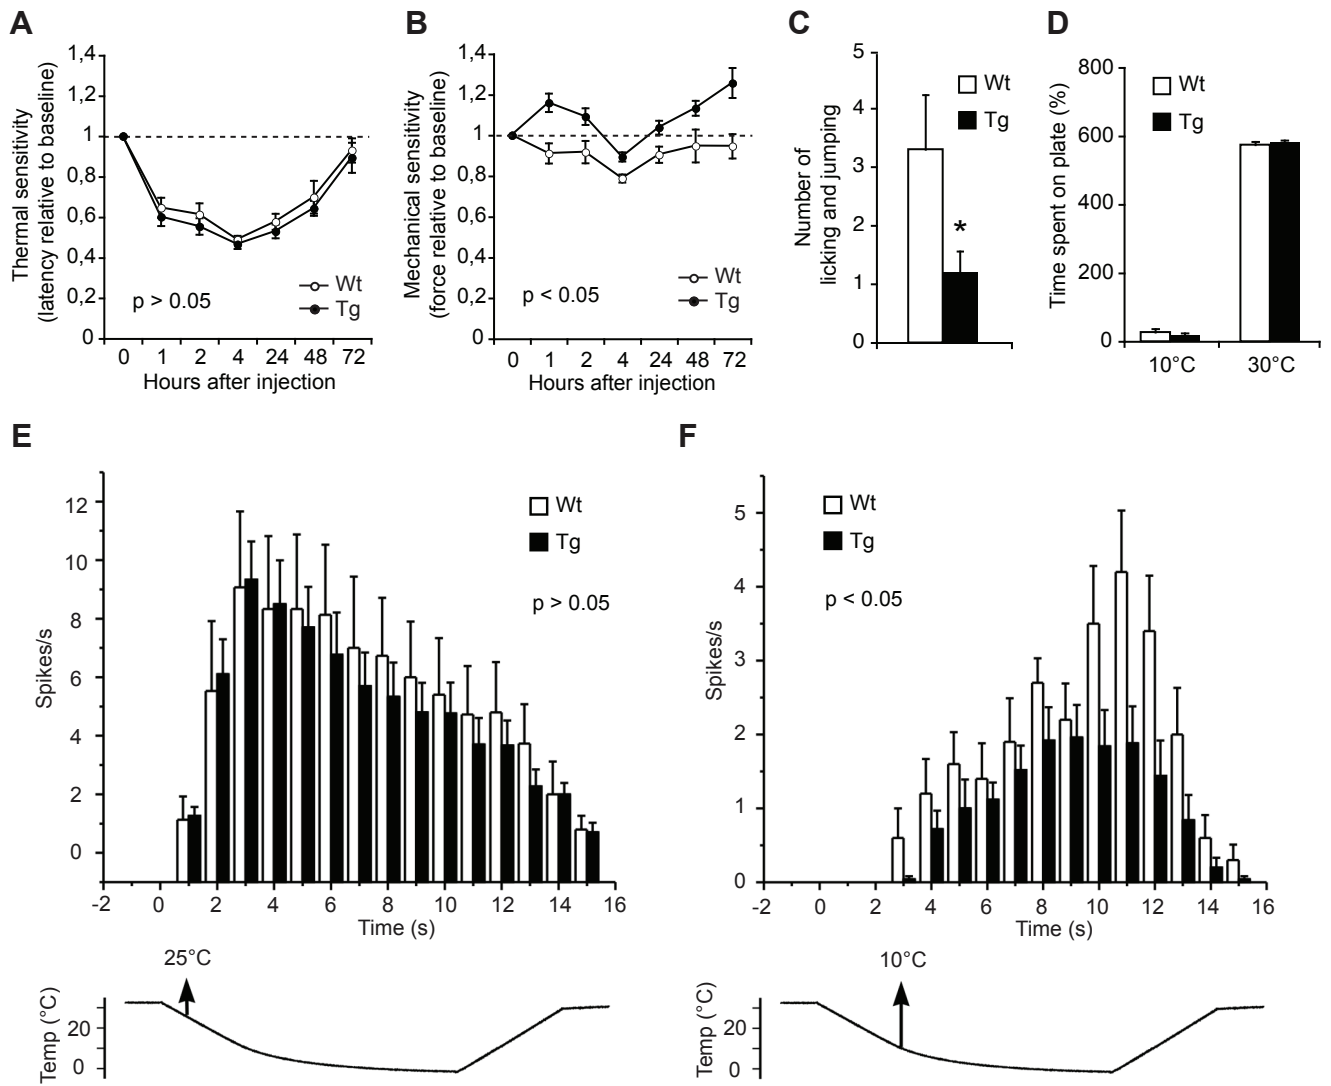 A
Thermal sensitivity
(latency relative to baseline)
1,4
1,2
1
0,8
0,6
0,4
0,2
0
p > 0.05
Wt
Tg
0 1 2 4 24 48 72
Hours after injection
B
Mechanical sensitivity
(force relative to baseline)
1,4
1,2
1
0,8
0,6
0,4
0,2
0
p < 0.05
Wt
Tg
0 1 2 4 24 48 72
Hours after injection
C
Number of
licking and jumping
5
4
3
2
1
0
Wt
Tg
*
D
Time spent on plate (%)
800
600
400
200
0
Wt
Tg
10°C 30°C
E
Spikes/s
12
10
8
6
4
2
0
Wt
Tg
p > 0.05
-2 0 2 4 6 8 10 12 14 16
Time (s)
25°C
Temp (°C)
20
0
F
Spikes/s
5
4
3
2
1
0
Wt
Tg
p < 0.05
-2 0 2 4 6 8 10 12 14 16
Time (s)
10°C
Temp (°C)
20
0